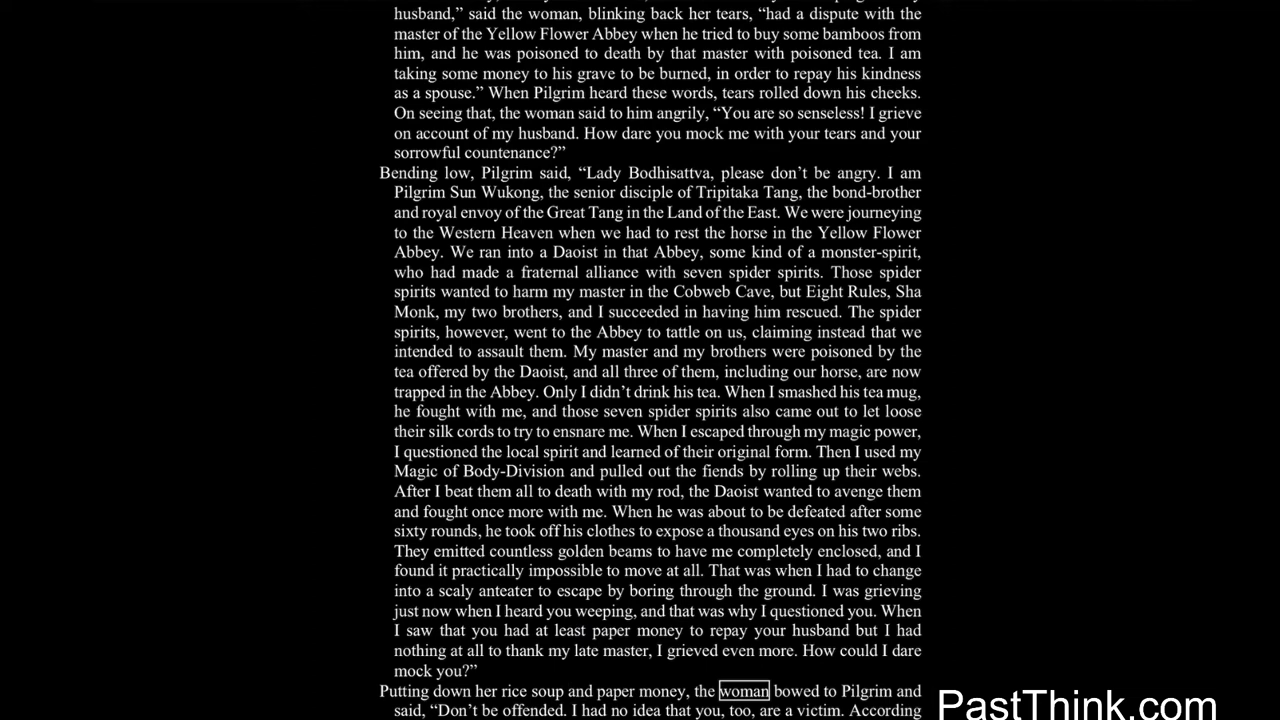 husband,” said the woman, blinking back her tears, “had a dispute with the
master of the Yellow Flower Abbey when he tried to buy some bamboos from
him, and he was poisoned to death by that master with poisoned tea. I am
taking some money to his grave to be burned, in order to repay his kindness
as a spouse.” When Pilgrim heard these words, tears rolled down his cheeks.
On seeing that, the woman said to him angrily, “You are so senseless! I grieve
on account of my husband. How dare you mock me with your tears and your
sorrowful countenance?”
Bending low, Pilgrim said, “Lady Bodhisattva, please don’t be angry. I am
Pilgrim Sun Wukong, the senior disciple of Tripitaka Tang, the bond-brother
and royal envoy of the Great Tang in the Land of the East. We were journeying
to the Western Heaven when we had to rest the horse in the Yellow Flower
Abbey. We ran into a Daoist in that Abbey, some kind of a monster-spirit,
who had made a fraternal alliance with seven spider spirits. Those spider
spirits wanted to harm my master in the Cobweb Cave, but Eight Rules, Sha
Monk, my two brothers, and I succeeded in having him rescued. The spider
spirits, however, went to the Abbey to tattle on us, claiming instead that we
intended to assault them. My master and my brothers were poisoned by the
tea offered by the Daoist, and all three of them, including our horse, are now
trapped in the Abbey. Only I didn’t drink his tea. When I smashed his tea mug,
he fought with me, and those seven spider spirits also came out to let loose
their silk cords to try to ensnare me. When I escaped through my magic power,
I questioned the local spirit and learned of their original form. Then I used my
Magic of Body-Division and pulled out the fiends by rolling up their webs.
After I beat them all to death with my rod, the Daoist wanted to avenge them
and fought once more with me. When he was about to be defeated after some
sixty rounds, he took off his clothes to expose a thousand eyes on his two ribs.
They emitted countless golden beams to have me completely enclosed, and I
found it practically impossible to move at all. That was when I had to change
into a scaly anteater to escape by boring through the ground. I was grieving
just now when I heard you weeping, and that was why I questioned you. When
I saw that you had at least paper money to repay your husband but I had
nothing at all to thank my late master, I grieved even more. How could I dare
mock you?”
Putting down her rice soup and paper money, the woman bowed to Pilgrim and
said, “Don’t be offended. I had no idea that you, too, are a victim. According
PastThink.com